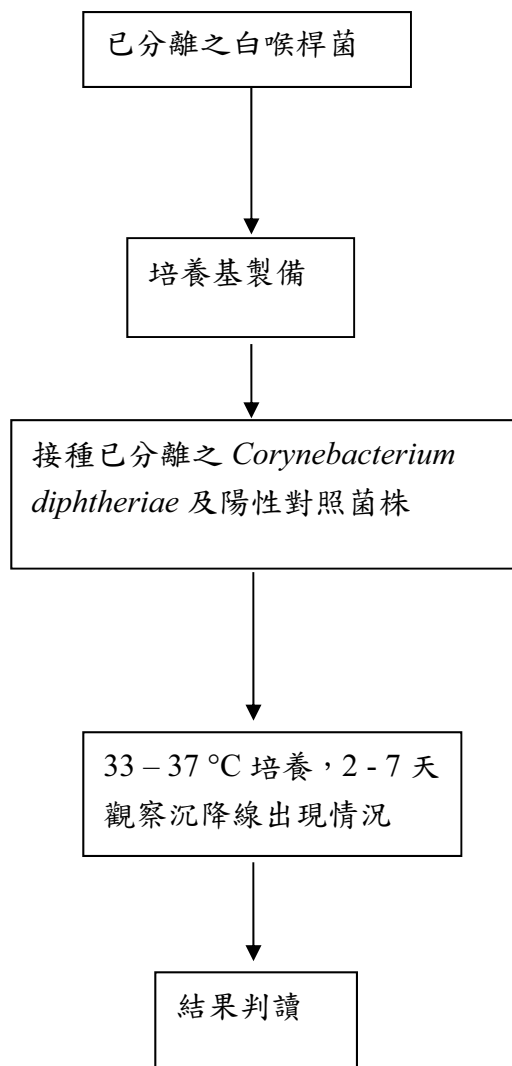 已分離之白喉桿菌
培養基製備
接種已分離之 Corynebacterium
diphtheriae 及陽性對照菌株
33 – 37 °C 培養，2 - 7 天
觀察沉降線出現情況
結果判讀